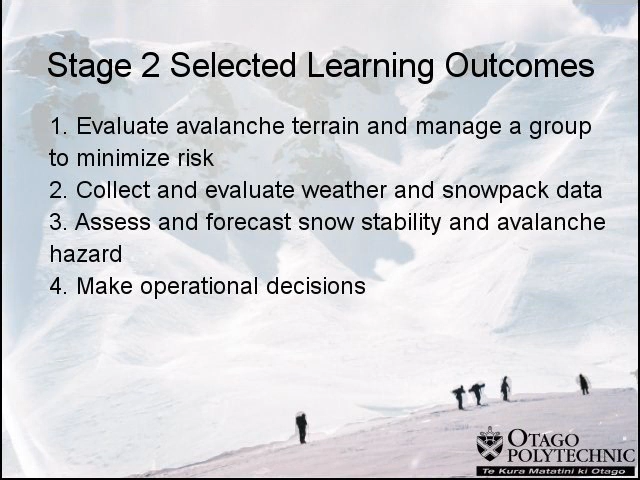 Stage 2 Selected Learning Outcomes
1. Evaluate avalanche terrain and manage a group
to minimize risk
2. Collect and evaluate weather and snowpack data
3. Assess and forecast snow stability and avalanche
hazard
4. Make operational decisions
OTAGO
POLYTECHNIC
Te Kura Matatini ki Otago